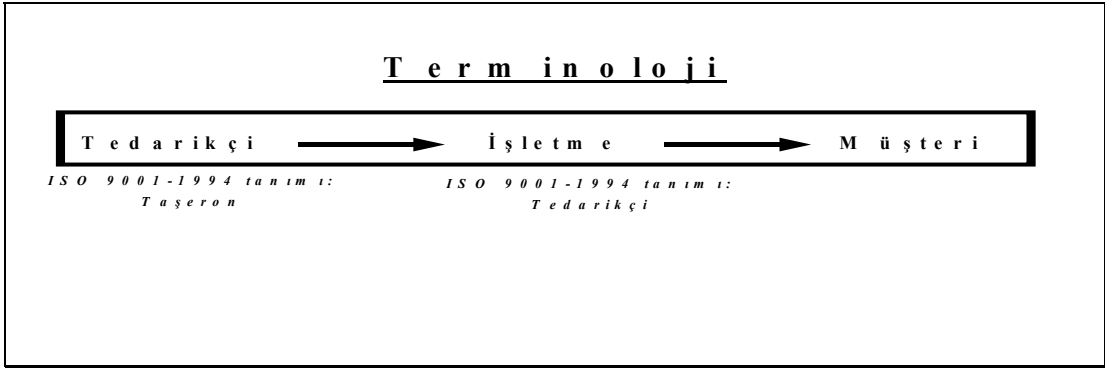 Terminoloji
Tedarikçi İşletme Müşteri
ISO 9001-1994 tanımı: ISO 9001-1994 tanımı:
Taşeron Tedarikçi